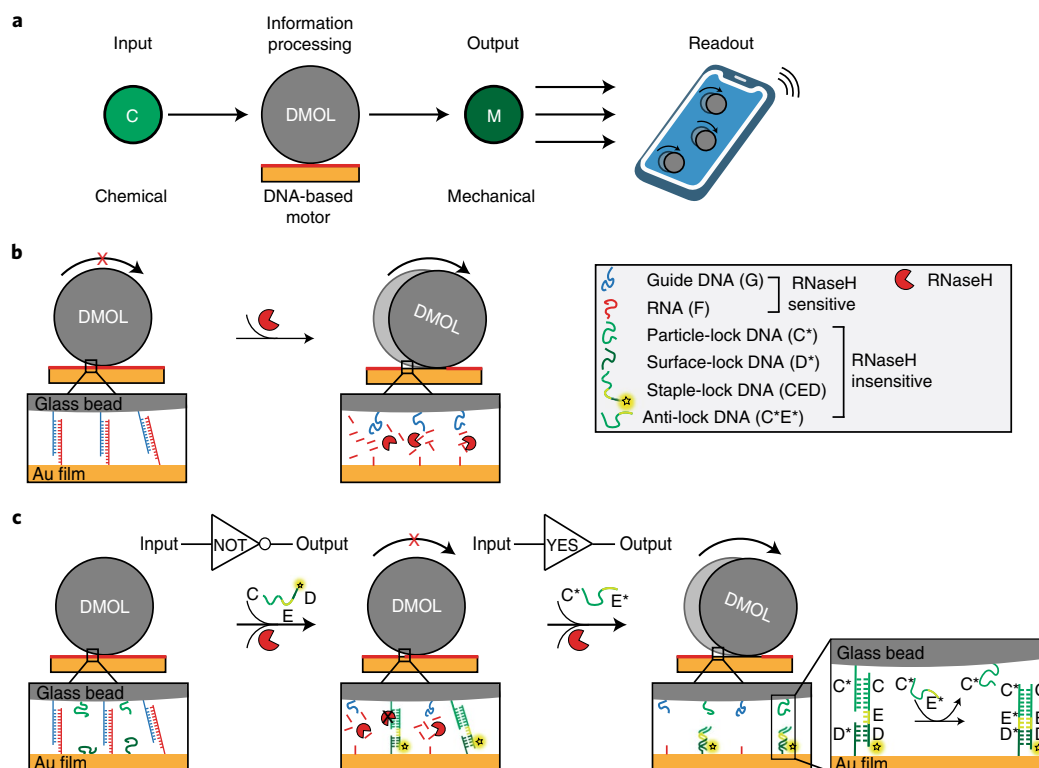 a
Input
Information
processing
Output
Readout
C
DMOL
M
Chemical
DNA-based
motor
Mechanical
b
X
DMOL
DMOL
Glass bead
Au film
Guide DNA (G)
RNA (F)
RNaseH
sensitive
RNaseH
Particle-lock DNA (C*)
Surface-lock DNA (D*)
Staple-lock DNA (CED)
Anti-lock DNA (C*E*)
RNaseH
insensitive
c
Input NOT Output
X
Input YES Output
DMOL
C E D
DMOL
C* E*
DMOL
Glass bead
Au film
Glass bead
C* C C* E* C* C* C
E E* E
D* D D* D
Au film